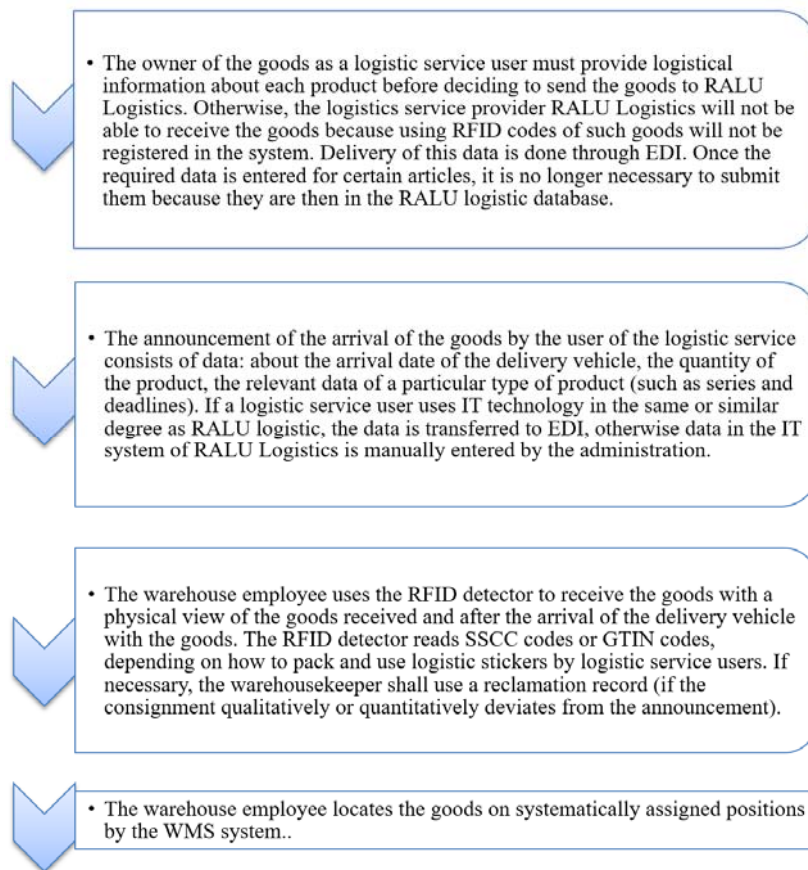 • The owner of the goods as a logistic service user must provide logistical
information about each product before deciding to send the goods to RALU
Logistics. Otherwise, the logistics service provider RALU Logistics will not be
able to receive the goods because using RFID codes of such goods will not be
registered in the system. Delivery of this data is done through EDI. Once the
required data is entered for certain articles, it is no longer necessary to submit
them because they are then in the RALU logistic database.
• The announcement of the arrival of the goods by the user of the logistic service
consists of data: about the arrival date of the delivery vehicle, the quantity of
the product, the relevant data of a particular type of product (such as series and
deadlines). If a logistic service user uses IT technology in the same or similar
degree as RALU logistic, the data is transferred to EDI, otherwise data in the IT
system of RALU Logistics is manually entered by the administration.
• The warehouse employee uses the RFID detector to receive the goods with a
physical view of the goods received and after the arrival of the delivery vehicle
with the goods. The RFID detector reads SSCC codes or GTIN codes,
depending on how to pack and use logistic stickers by logistic service users. If
necessary, the warehousekeeper shall use a reclamation record (if the
consignment qualitatively or quantitatively deviates from the announcement).
• The warehouse employee locates the goods on systematically assigned positions
by the WMS system..